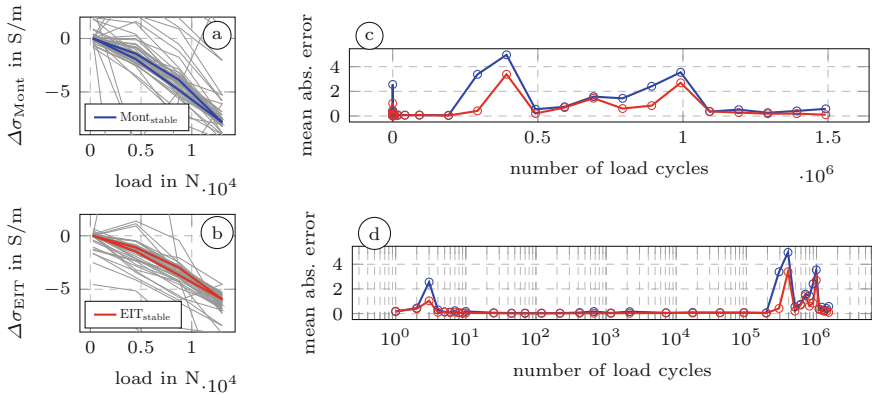 a
Δσ_Mont in S/m
0
−5
Mont_stable
0 0.5 1
load in N ·10^4
b
Δσ_EIT in S/m
0
−5
EIT_stable
0 0.5 1
load in N ·10^4
c
mean abs. error
4
2
0
0 0.5 1 1.5
number of load cycles
·10^6
d
mean abs. error
4
2
0
10^0 10^1 10^2 10^3 10^4 10^5 10^6
number of load cycles